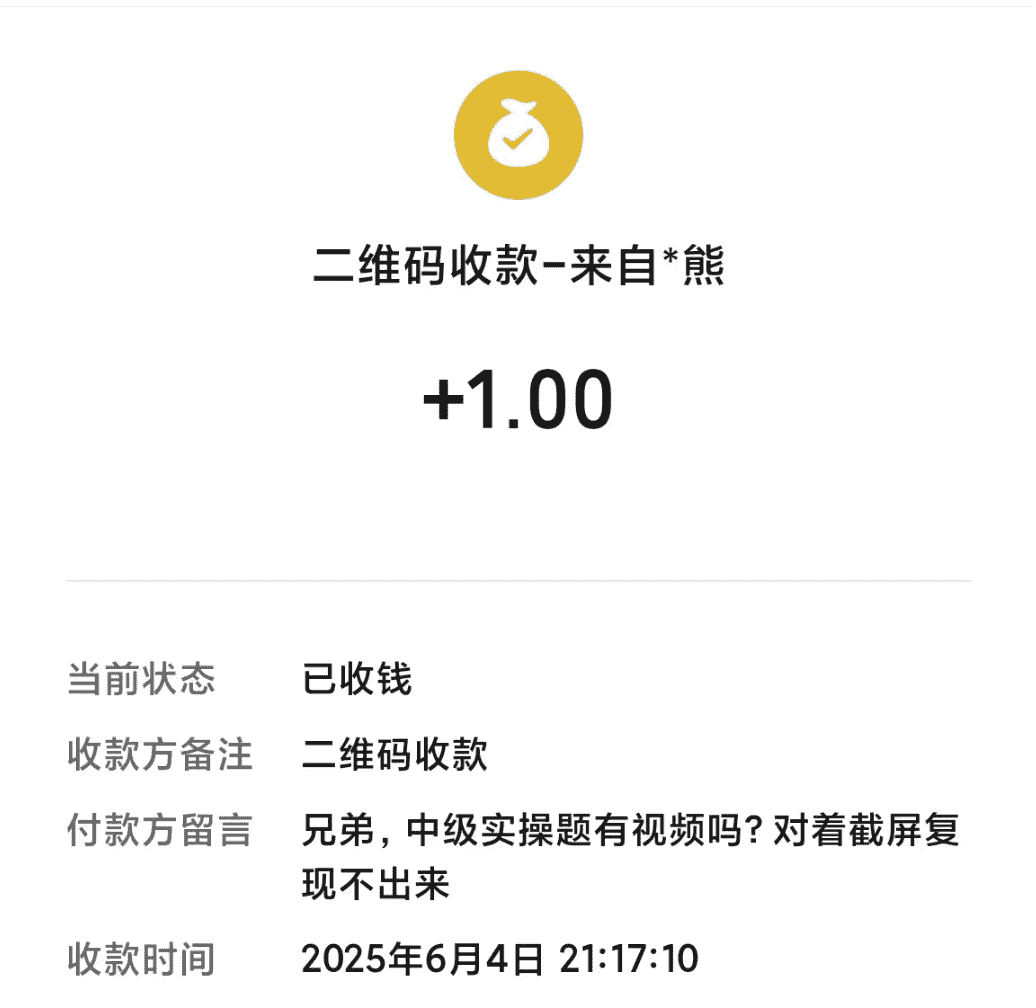 二维码收款-来自*熊
+1.00
当前状态 已收钱
收款方备注 二维码收款
付款方留言 兄弟，中级实操题有视频吗？对着截屏复
现不出来
收款时间 2025年6月4日 21:17:10